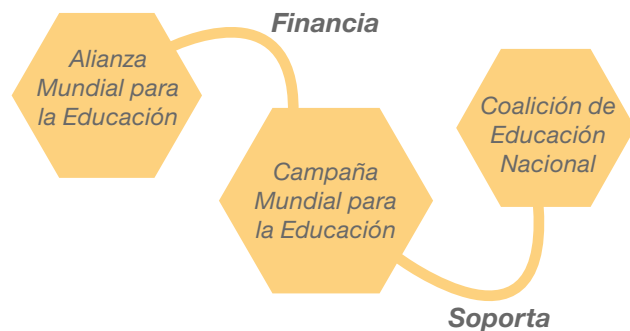 Financia
Alianza
Mundial para
la Educación
Coalición de
Educación
Nacional
Campaña
Mundial para
la Educación
Soporta